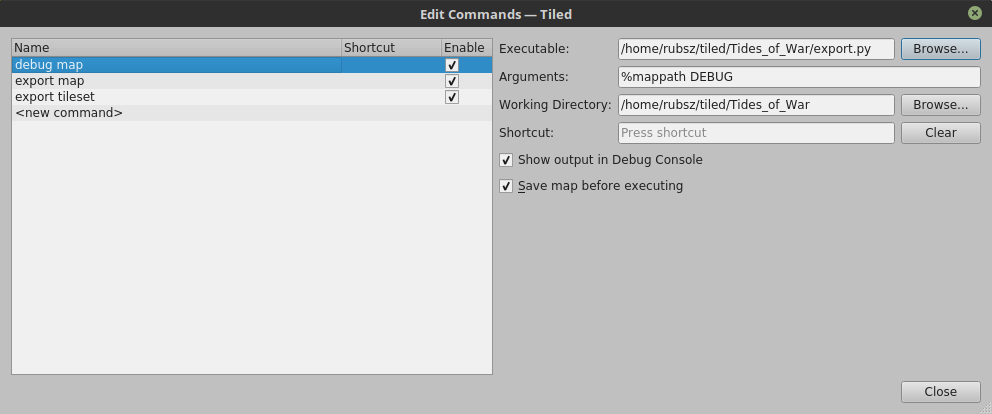 Edit Commands — Tiled
Name Shortcut Enable
debug map
export map
export tileset
<new command>
Executable: /home/rubsz/tiled/Tides_of_War/export.py Browse...
Arguments: %mappath DEBUG
Working Directory: /home/rubsz/tiled/Tides_of_War Browse...
Shortcut: Press shortcut Clear
Show output in Debug Console
Save map before executing
Close